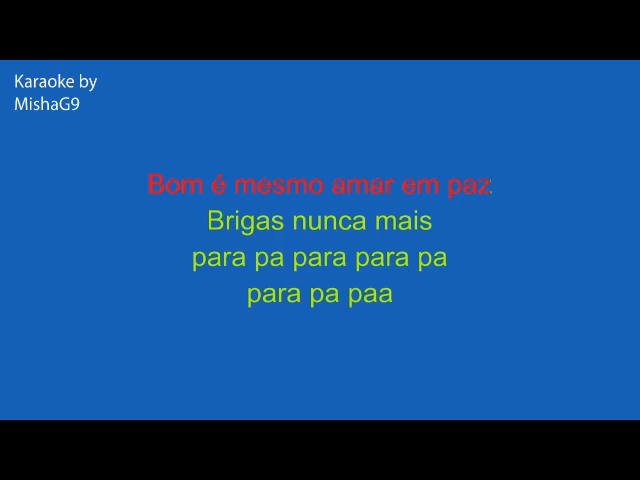 Karaoke by
MishaG9
Bom é mesmo amar em paz
Brigas nunca mais
para pa para para pa
para pa paa